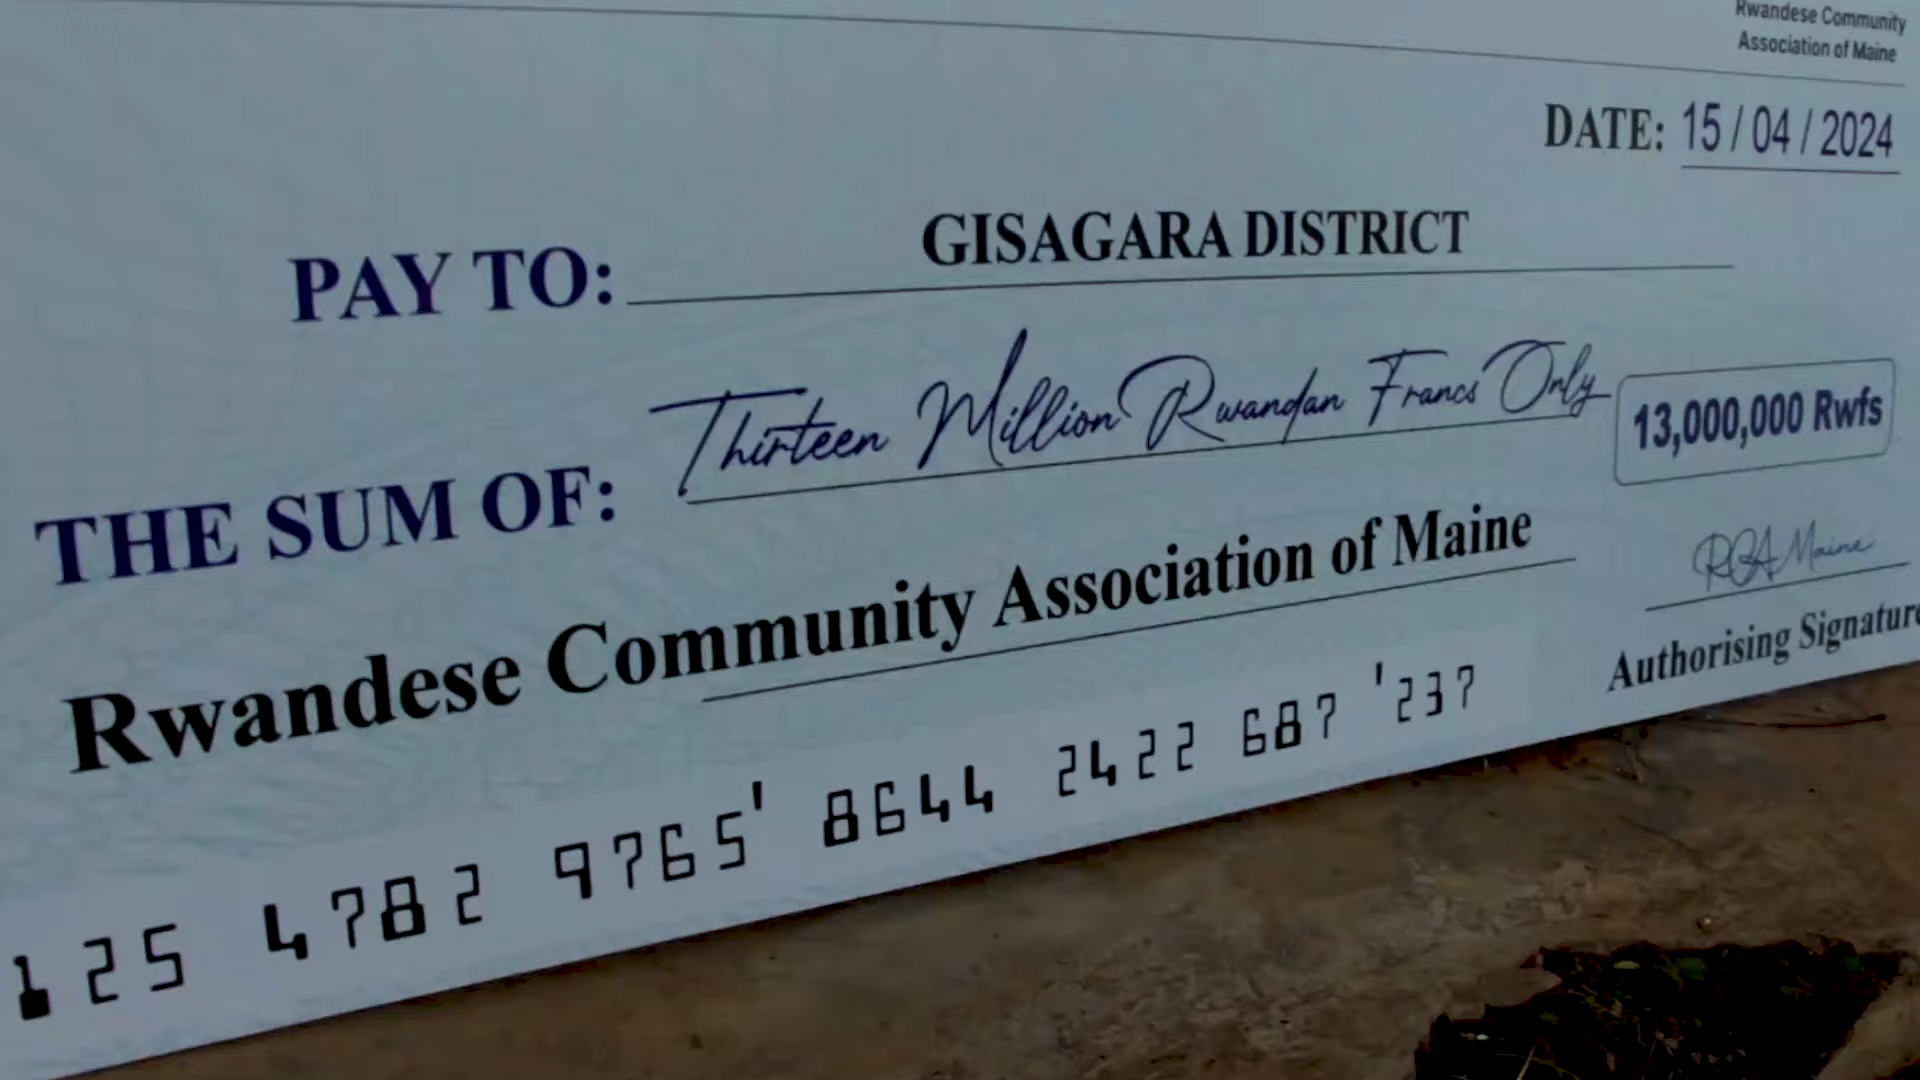 Rwandese Community
Association of Maine
DATE: 15 / 04 / 2024
PAY TO: GISAGARA DISTRICT
THE SUM OF: Thirteen Million Rwandan Francs Only 13,000,000 Rwfs
Rwandese Community Association of Maine
RCA Maine
Authorising Signature
125 4782 9765' 8644 2422 687 '237